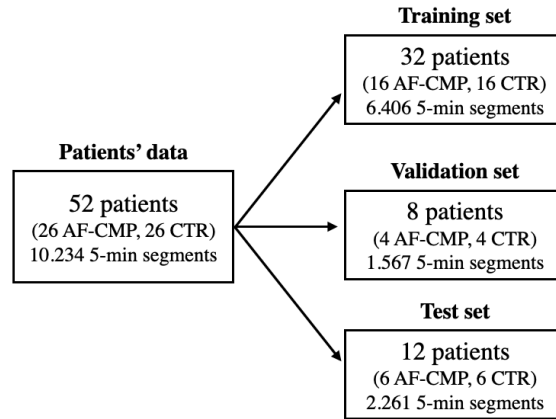 Patients' data
52 patients
(26 AF-CMP, 26 CTR)
10.234 5-min segments
Training set
32 patients
(16 AF-CMP, 16 CTR)
6.406 5-min segments
Validation set
8 patients
(4 AF-CMP, 4 CTR)
1.567 5-min segments
Test set
12 patients
(6 AF-CMP, 6 CTR)
2.261 5-min segments